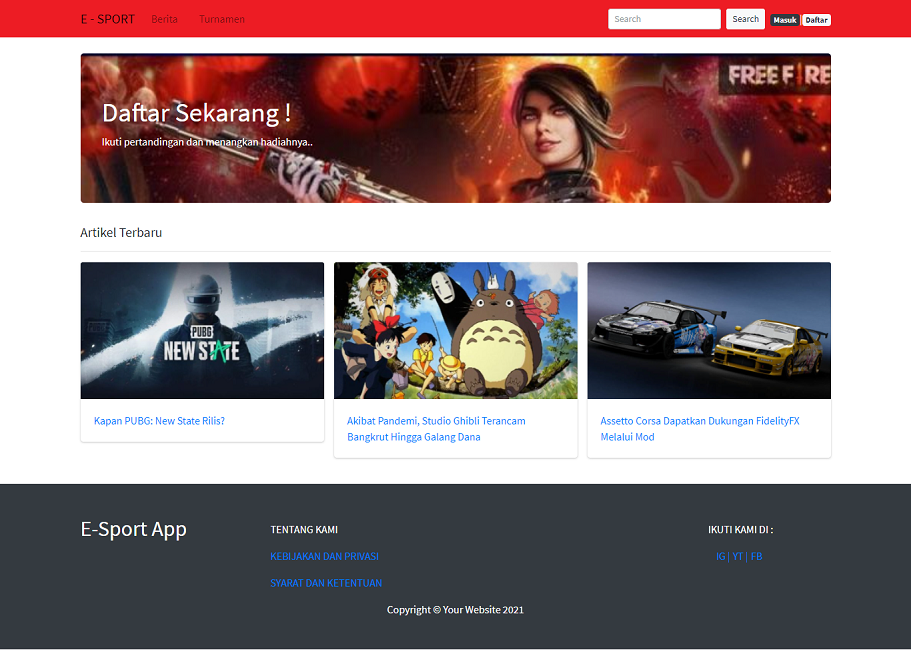 E - SPORT Berita Turnamen Search Search Masuk Daftar
FREE FIRE
Daftar Sekarang !
Ikuti pertandingan dan menangkan hadiahnya..
Artikel Terbaru
PUBG
NEW STATE
Kapan PUBG: New State Rilis?
Akibat Pandemi, Studio Ghibli Terancam
Bangkrut Hingga Galang Dana
Assetto Corsa Dapatkan Dukungan FidelityFX
Melalui Mod
E-Sport App
TENTANG KAMI
KEBIJAKAN DAN PRIVASI
SYARAT DAN KETENTUAN
IKUTI KAMI DI :
IG | YT | FB
Copyright © Your Website 2021